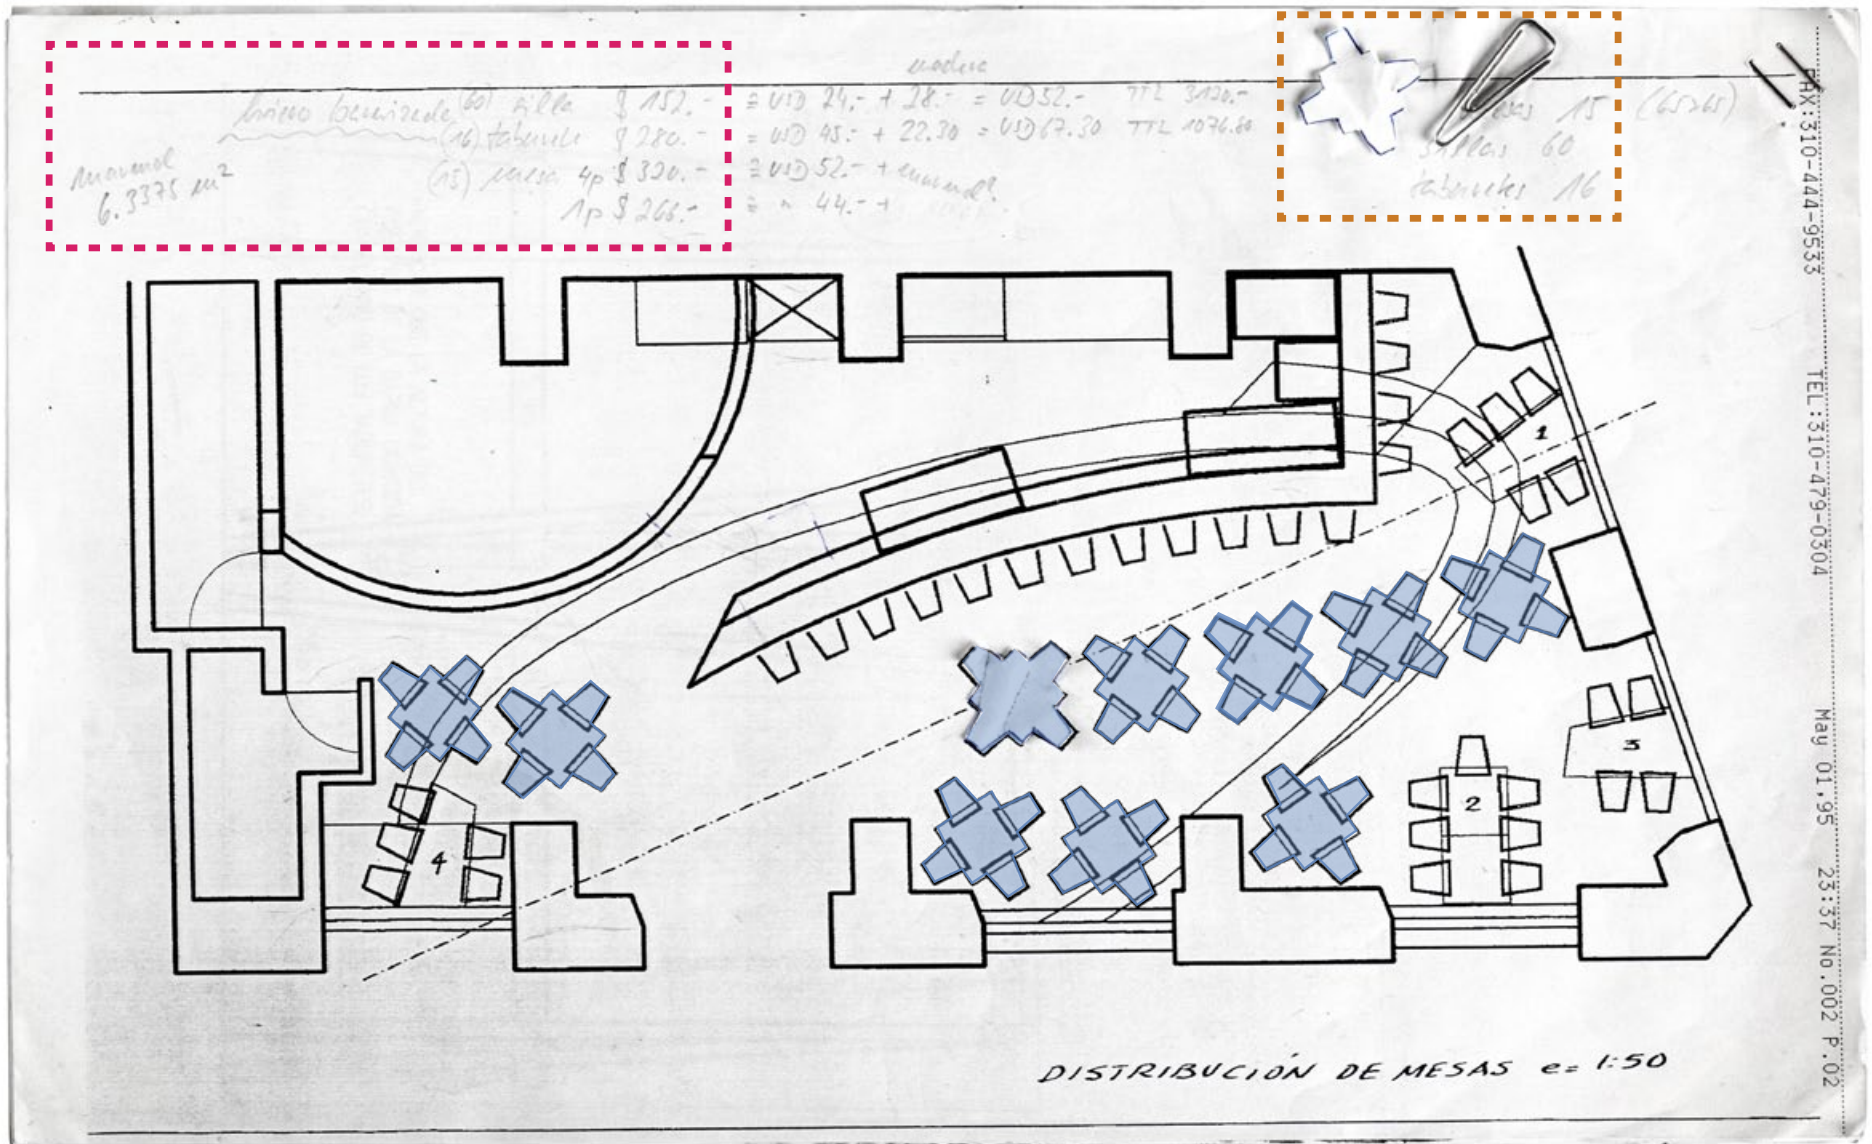 madera
(60) silla $ 152.- = USD 24.- + 28.- = USD 52.- TTL 3120.-
(16) taburete $ 280.- = USD 45.- + 22.30 = USD 67.30 TTL 1076.80
(15) mesa 4p $ 320.- = USD 52.- +
1p $ 266.- = " 44.- +
marmol
6.3375 m²
mesas 15 (65x65)
sillas 60
taburetes 16
1
2
3
4
DISTRIBUCIÓN DE MESAS e= 1:50
FAX:310-444-9533 TEL:310-479-0304 May 01,95 23:37 No.002 P.02